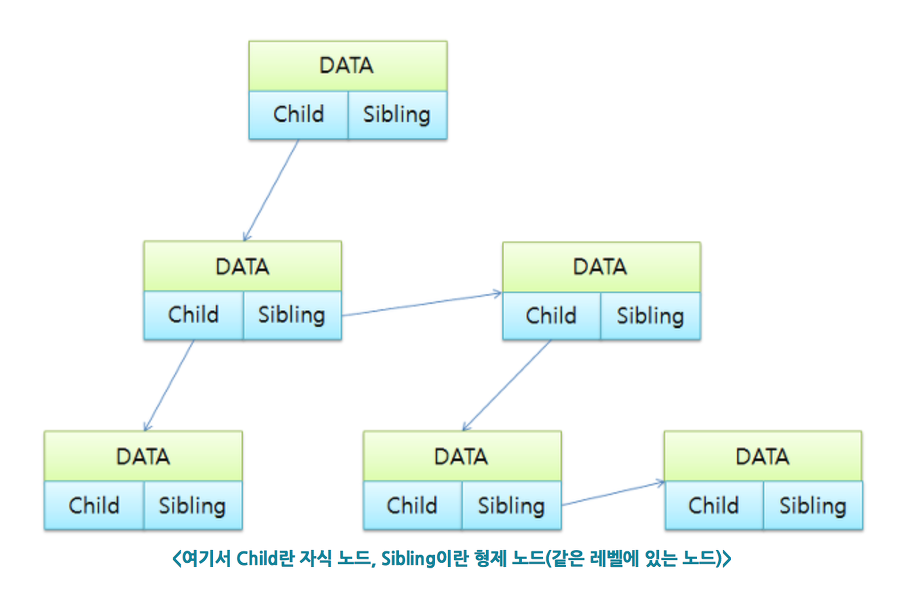 DATA
Child Sibling
DATA DATA
Child Sibling Child Sibling
DATA DATA DATA
Child Sibling Child Sibling Child Sibling
<여기서 Child란 자식 노드, Sibling이란 형제 노드(같은 레벨에 있는 노드)>